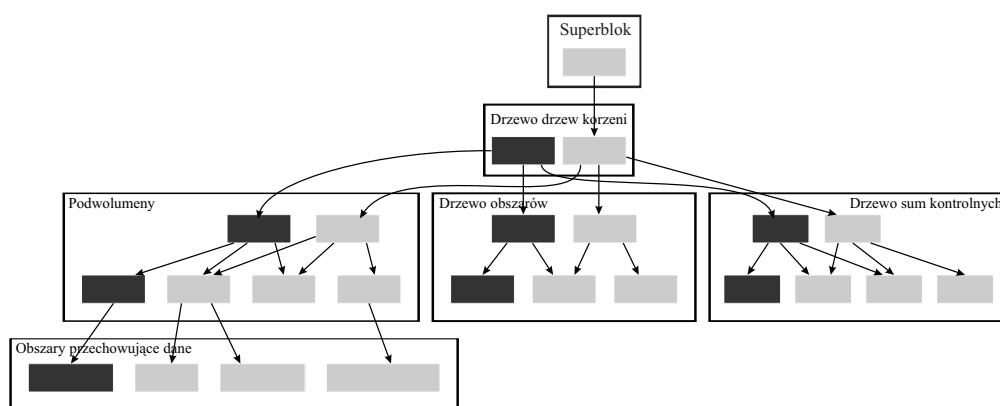 Superblok
Drzewo drzew korzeni
Podwolumeny
Drzewo obszarów
Drzewo sum kontrolnych
Obszary przechowujące dane